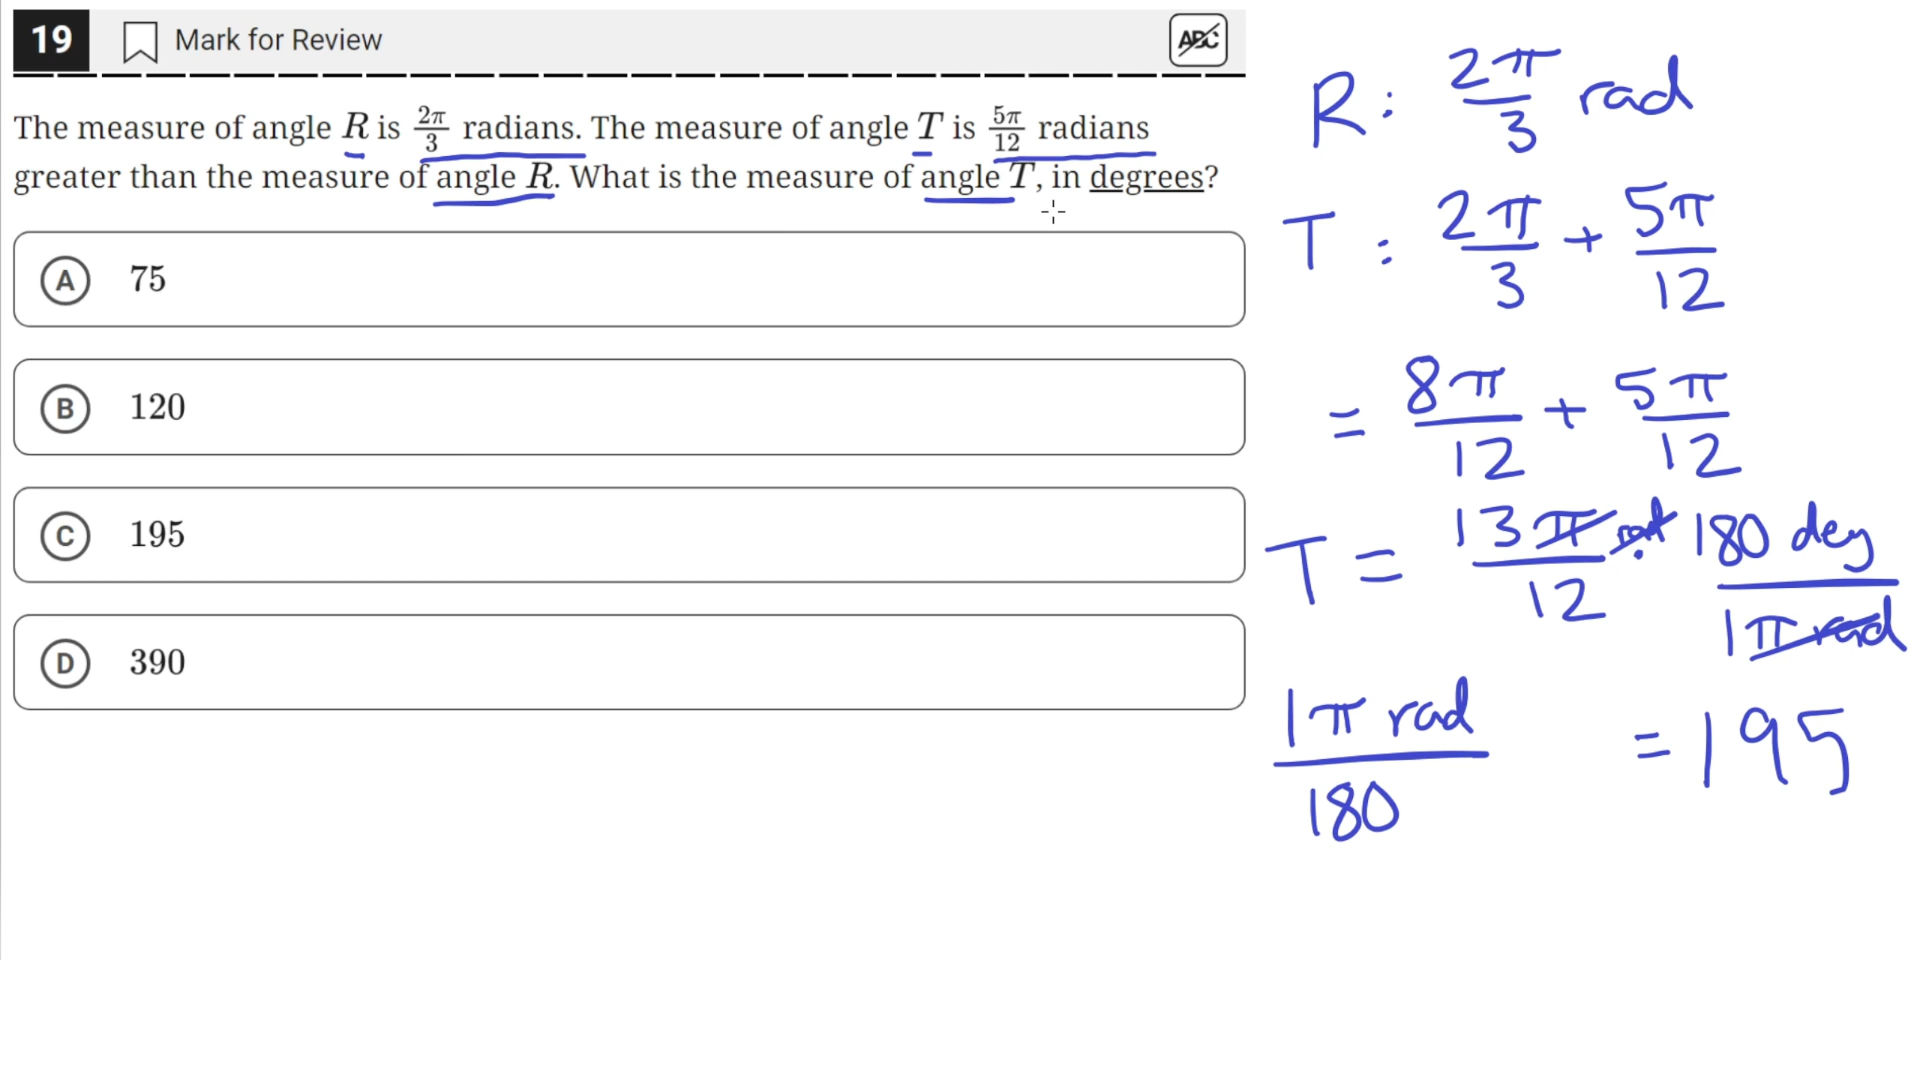 19 Mark for Review ABC
The measure of angle R is 2π/3 radians. The measure of angle T is 5π/12 radians
greater than the measure of angle R. What is the measure of angle T, in degrees?
A 75
B 120
C 195
D 390
R: 2π/3 rad
T: 2π/3 + 5π/12
= 8π/12 + 5π/12
T = 13π rad/12 · 180 deg/1π rad
1π rad/180
= 195